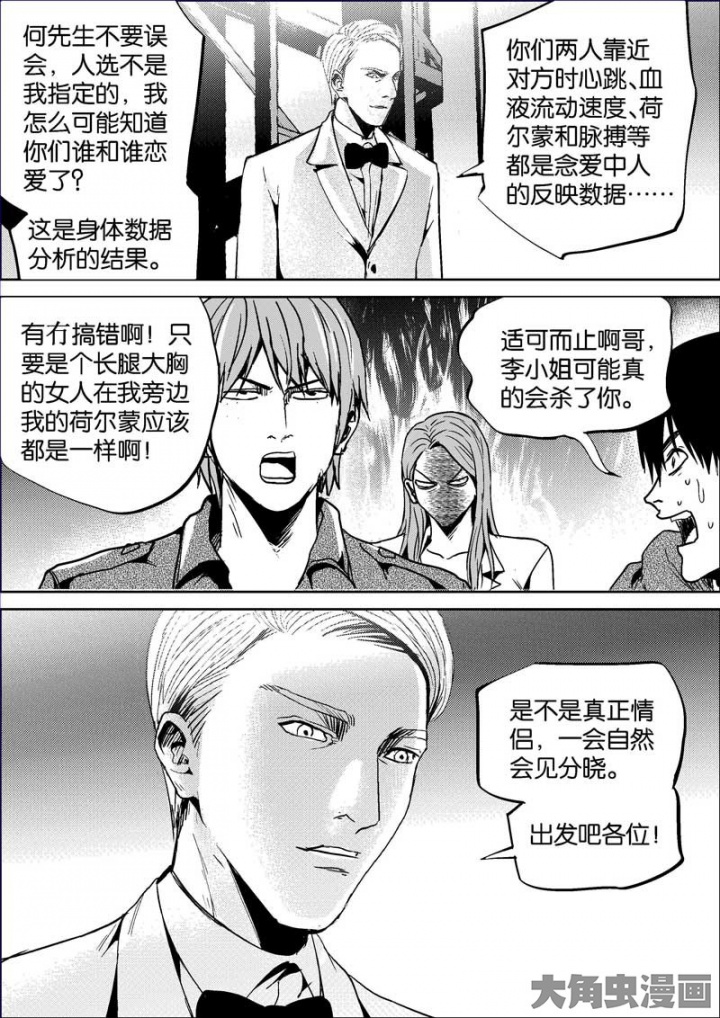 何先生不要误
会，人选不是
我指定的，我
怎么可能知道
你们谁和谁恋
爱了？
这是身体数据
分析的结果。
你们两人靠近
对方时心跳、血
液流动速度、荷
尔蒙和脉搏等
都是念爱中人
的反映数据……
有冇搞错啊！只
要是个长腿大胸
的女人在我旁边
我的荷尔蒙应该
都是一样啊！
适可而止啊哥，
李小姐可能真
的会杀了你。
是不是真正情
侣，一会自然
会见分晓。
出发吧各位！
大角虫漫画